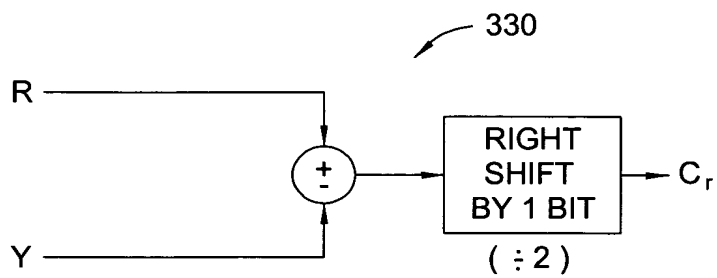 330
R
+
-
RIGHT
SHIFT
BY 1 BIT
C_r
Y
( ÷2 )